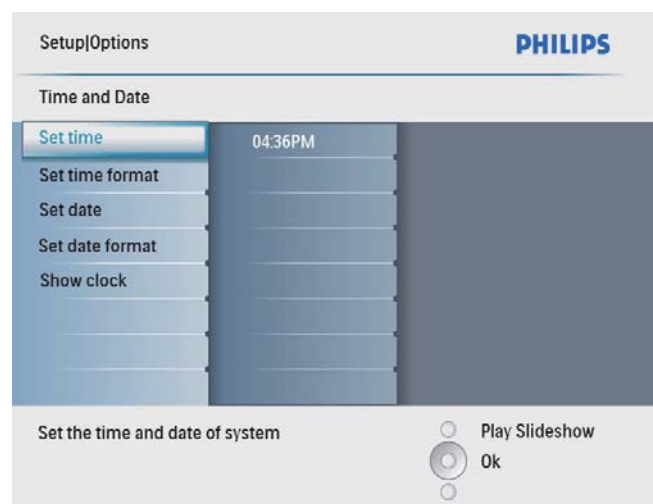 Setup|Options
PHILIPS
Time and Date
Set time
04:36PM
Set time format
Set date
Set date format
Show clock
Set the time and date of system
Play Slideshow
Ok